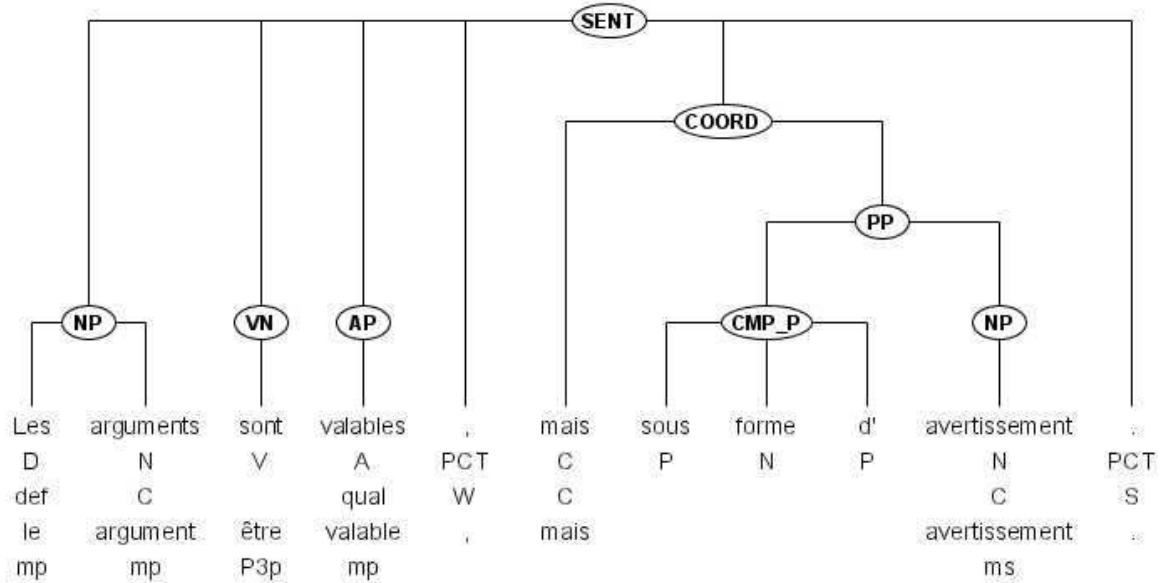 SENT
COORD
PP
NP VN AP CMP_P NP
Les arguments sont valables , mais sous forme d' avertissement .
D N V A PCT C P N P N PCT
def C qual W C C S
le argument être valable , mais avertissement .
mp mp P3p mp ms